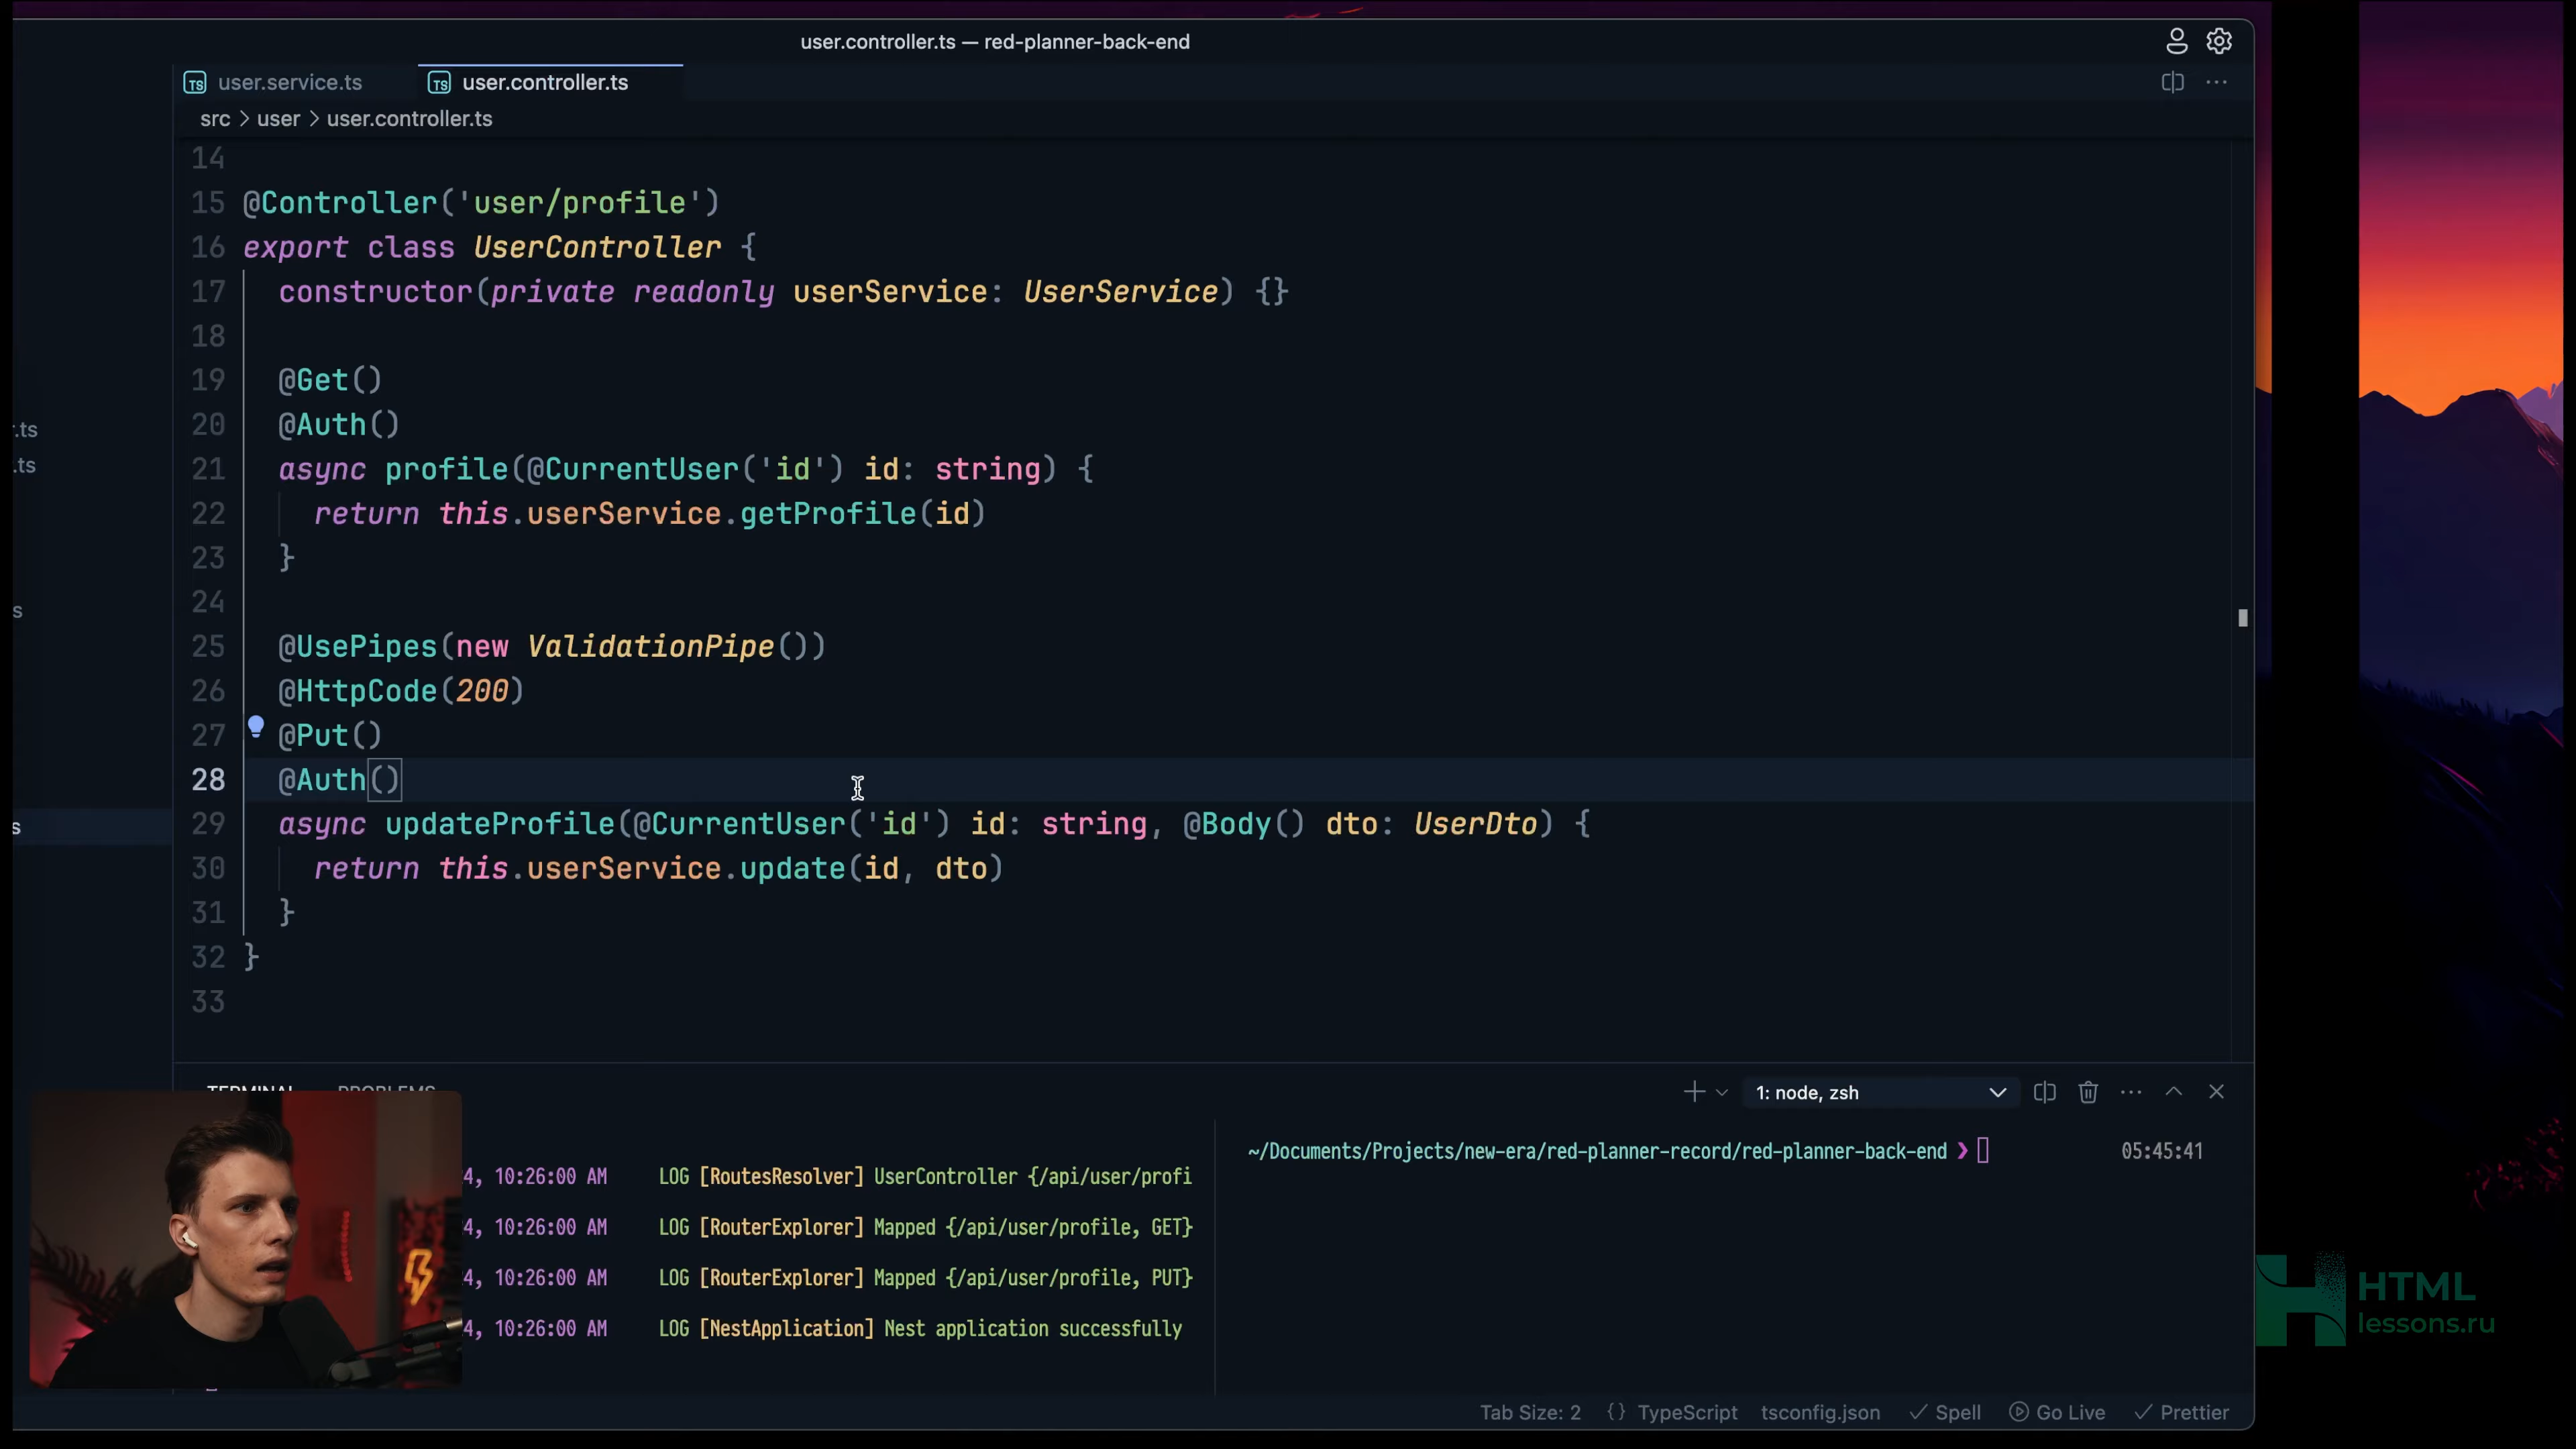 user.controller.ts — red-planner-back-end
user.service.ts
user.controller.ts
src > user > user.controller.ts
14
15 @Controller('user/profile')
16 export class UserController {
17 constructor(private readonly userService: UserService) {}
18
19 @Get()
20 @Auth()
21 async profile(@CurrentUser('id') id: string) {
22 return this.userService.getProfile(id)
23 }
24
25 @UsePipes(new ValidationPipe())
26 @HttpCode(200)
27 @Put()
28 @Auth()
29 async updateProfile(@CurrentUser('id') id: string, @Body() dto: UserDto) {
30 return this.userService.update(id, dto)
31 }
32 }
33
.ts
.ts
s
s
TERMINAL PROBLEMS
1: node, zsh
4, 10:26:00 AM LOG [RoutesResolver] UserController {/api/user/profi
4, 10:26:00 AM LOG [RouterExplorer] Mapped {/api/user/profile, GET}
4, 10:26:00 AM LOG [RouterExplorer] Mapped {/api/user/profile, PUT}
4, 10:26:00 AM LOG [NestApplication] Nest application successfully
~/Documents/Projects/new-era/red-planner-record/red-planner-back-end ❯
05:45:41
HTML
lessons.ru
Tab Size: 2 {} TypeScript tsconfig.json ✓ Spell Go Live ✓ Prettier